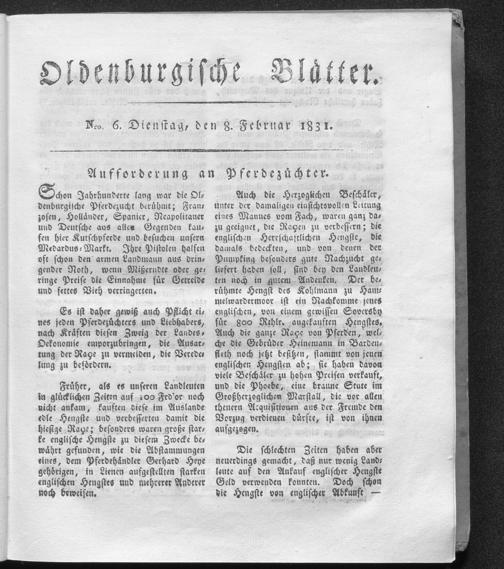 Oldenburgische Blätter.
Nro. 6. Dienstag, den 8. Februar 1831.
Aufforderung an Pferdezüchter.
Schon Jahrhunderte lang war die Ol-
denburgische Pferdezucht berühmt; Fran-
zosen, Holländer, Spanier, Neapolitaner
und Deutsche aus allen Gegenden kau-
fen hier Kutschpferde und besuchen unsern
Medardus-Markt. Ihre Pistolen halfen
oft schon den armen Landmann aus drin-
gender Noth, wenn Mißerndte oder ge-
ringe Preise die Einnahme für Getreide
und fettes Vieh verringerten.
Es ist daher gewiß auch Pflicht ei-
nes jeden Pferdezüchters und Liebhabers,
nach Kräften diesen Zweig der Landes-
Oekonomie emporzubringen, die Ausar-
tung der Raçe zu vermeiden, die Verede-
lung zu befördern.
Früher, als es unseren Landleuten
in glücklichen Zeiten auf 100 Frd'or noch
nicht ankam, kauften diese im Auslande
edle Hengste und verbesserten damit die
hiesige Raçe; besonders waren große star-
ke englische Hengste zu diesem Zwecke be-
währt gefunden, wie die Abstammungen
eines, dem Pferdehändler Gerhard Heye
gehörigen, in Lienen aufgestellten starken
englischen Hengstes und mehrerer Anderer
noch beweisen.
Auch die Herzoglichen Beschäler,
unter der damaligen einsichtsvollen Leitung
eines Mannes vom Fach, waren ganz da-
zu geeignet, die Raçen zu verbessern; die
englischen Herrschaftlichen Hengste, die
damals bedeckten, und von denen der
besonders gute Nachzucht ge-
liefert haben soll, sind bey den Landleu-
ten noch in gutem Andenken. Der be-
rühmte Hengst des Kohlmann zu Ham-
melwardermoor ist ein Nachkomme jenes
englischen, von einem gewissen
für 800 Rthlr. angekauften Hengstes.
Auch die ganze Raçe von Pferden, wel-
che die Gebrüder Heinemann in Barden-
fleth noch jetzt besitzen, stammt von jenen
englischen Hengsten ab; sie haben davon
viele Beschäler zu hohen Preisen verkauft,
und die Phoebe, eine braune Stute im
Großherzoglichen Marstall, die vor allen
theuren Acquisitionen aus der Fremde den
Vorzug verdienen dürfte, ist von ihnen
aufgezogen.
Die schlechten Zeiten haben aber
neuerdings gemacht, daß nur wenig Land-
leute auf den Ankauf englischer Hengste
Geld verwenden konnten. Doch schon
die Hengste von englischer Abkunft —